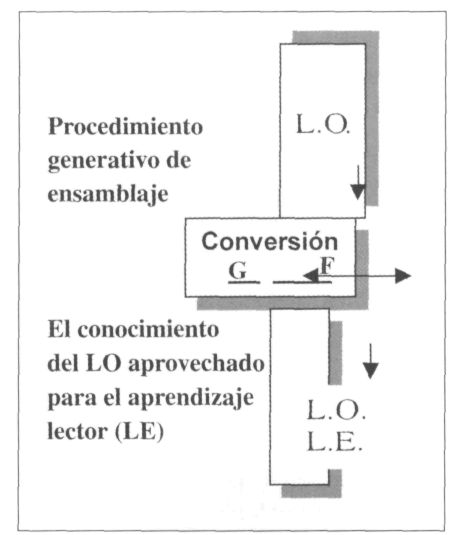 L.O.
Procedimiento
generativo de
ensamblaje
Conversión
G F
El conocimiento
del LO aprovechado
para el aprendizaje
lector (LE)
L.O.
L.E.